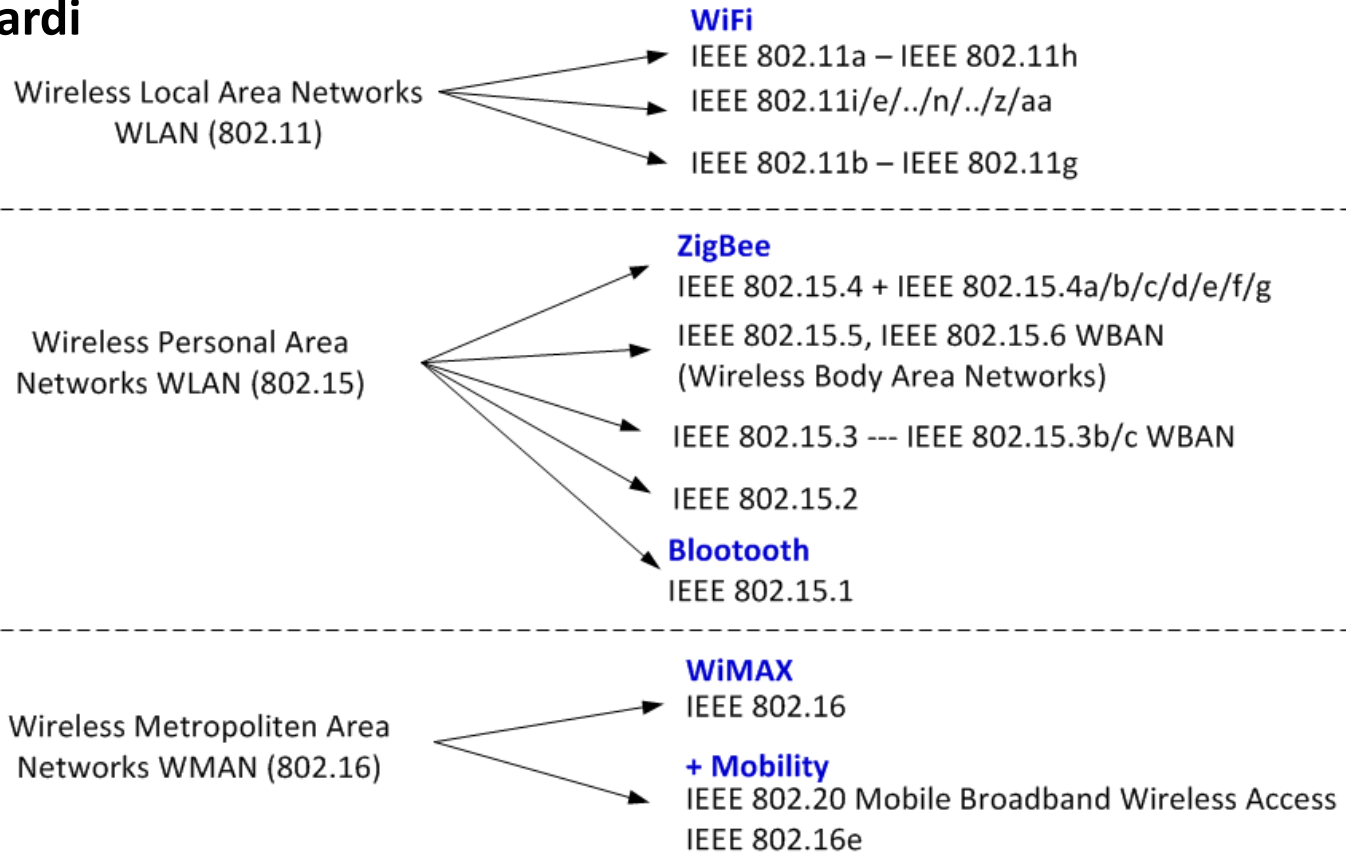 ardi
WiFi
IEEE 802.11a – IEEE 802.11h
Wireless Local Area Networks
WLAN (802.11)
IEEE 802.11i/e/../n/../z/aa
IEEE 802.11b – IEEE 802.11g
ZigBee
IEEE 802.15.4 + IEEE 802.15.4a/b/c/d/e/f/g
Wireless Personal Area
Networks WLAN (802.15)
IEEE 802.15.5, IEEE 802.15.6 WBAN
(Wireless Body Area Networks)
IEEE 802.15.3 --- IEEE 802.15.3b/c WBAN
IEEE 802.15.2
Blootooth
IEEE 802.15.1
WiMAX
IEEE 802.16
Wireless Metropoliten Area
Networks WMAN (802.16)
+ Mobility
IEEE 802.20 Mobile Broadband Wireless Access
IEEE 802.16e